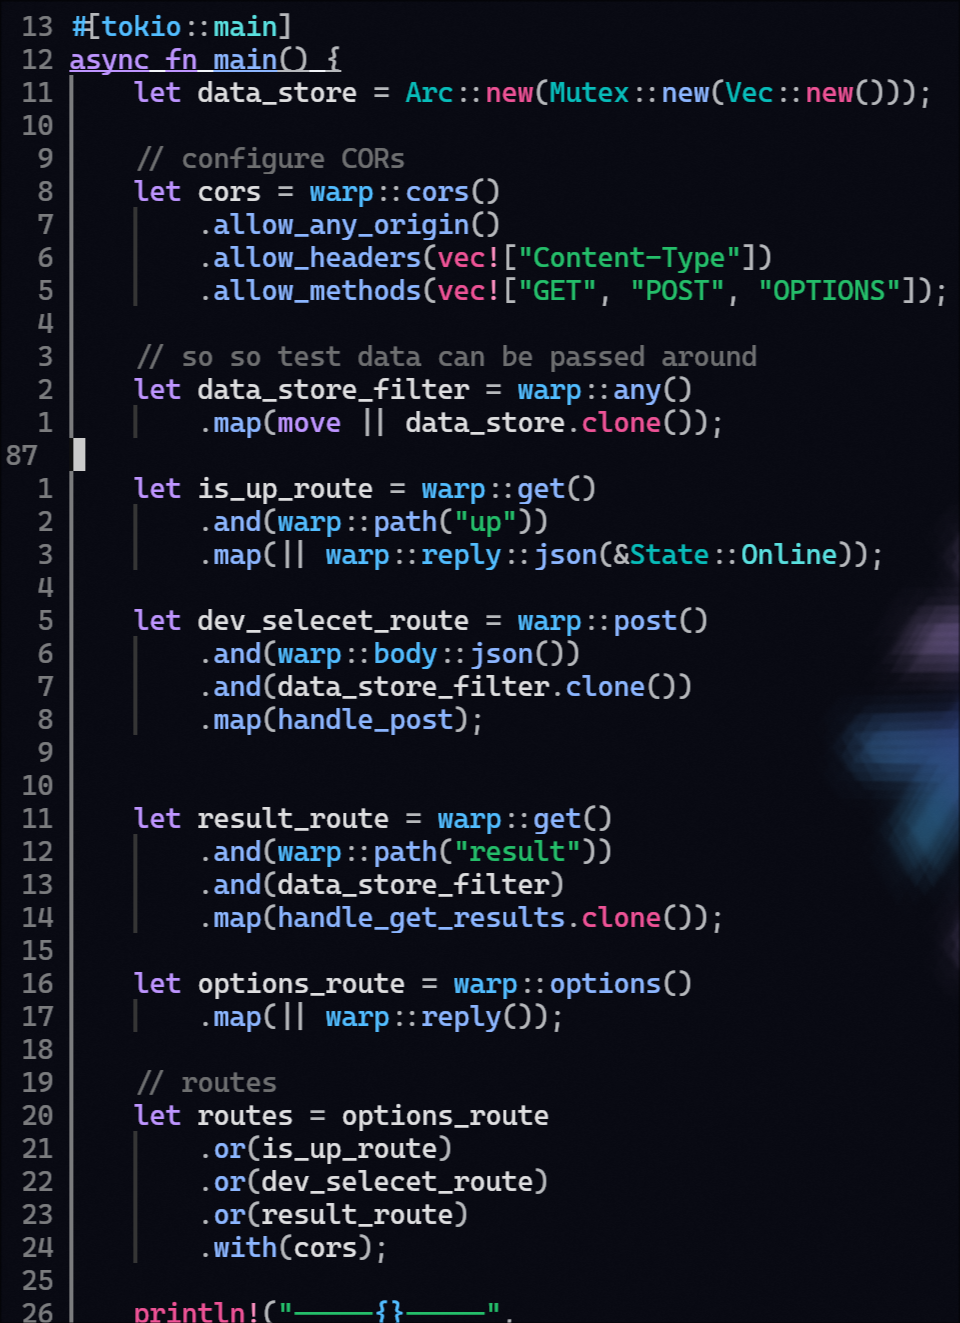 13 #[tokio::main]
12 async fn main() {
11     let data_store = Arc::new(Mutex::new(Vec::new()));
10
9     // configure CORs
8     let cors = warp::cors()
7         .allow_any_origin()
6         .allow_headers(vec!["Content-Type"])
5         .allow_methods(vec!["GET", "POST", "OPTIONS"]);
4
3     // so so test data can be passed around
2     let data_store_filter = warp::any()
1         .map(move || data_store.clone());
87
1     let is_up_route = warp::get()
2         .and(warp::path("up"))
3         .map(|| warp::reply::json(&State::Online));
4
5     let dev_selecet_route = warp::post()
6         .and(warp::body::json())
7         .and(data_store_filter.clone())
8         .map(handle_post);
9
10
11     let result_route = warp::get()
12         .and(warp::path("result"))
13         .and(data_store_filter)
14         .map(handle_get_results.clone());
15
16     let options_route = warp::options()
17         .map(|| warp::reply());
18
19     // routes
20     let routes = options_route
21         .or(is_up_route)
22         .or(dev_selecet_route)
23         .or(result_route)
24         .with(cors);
25
26     println!("-----{}-----",